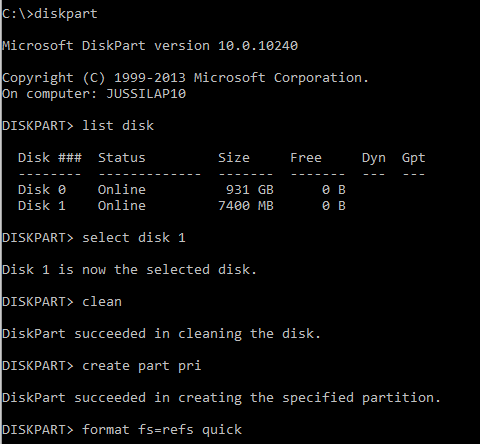 C:\>diskpart
Microsoft DiskPart version 10.0.10240
Copyright (C) 1999-2013 Microsoft Corporation.
On computer: JUSSILAP10
DISKPART> list disk
  Disk ###  Status         Size     Free     Dyn  Gpt
  --------  -------------  -------  -------  ---  ---
  Disk 0    Online          931 GB      0 B
  Disk 1    Online         7400 MB      0 B
DISKPART> select disk 1
Disk 1 is now the selected disk.
DISKPART> clean
DiskPart succeeded in cleaning the disk.
DISKPART> create part pri
DiskPart succeeded in creating the specified partition.
DISKPART> format fs=refs quick